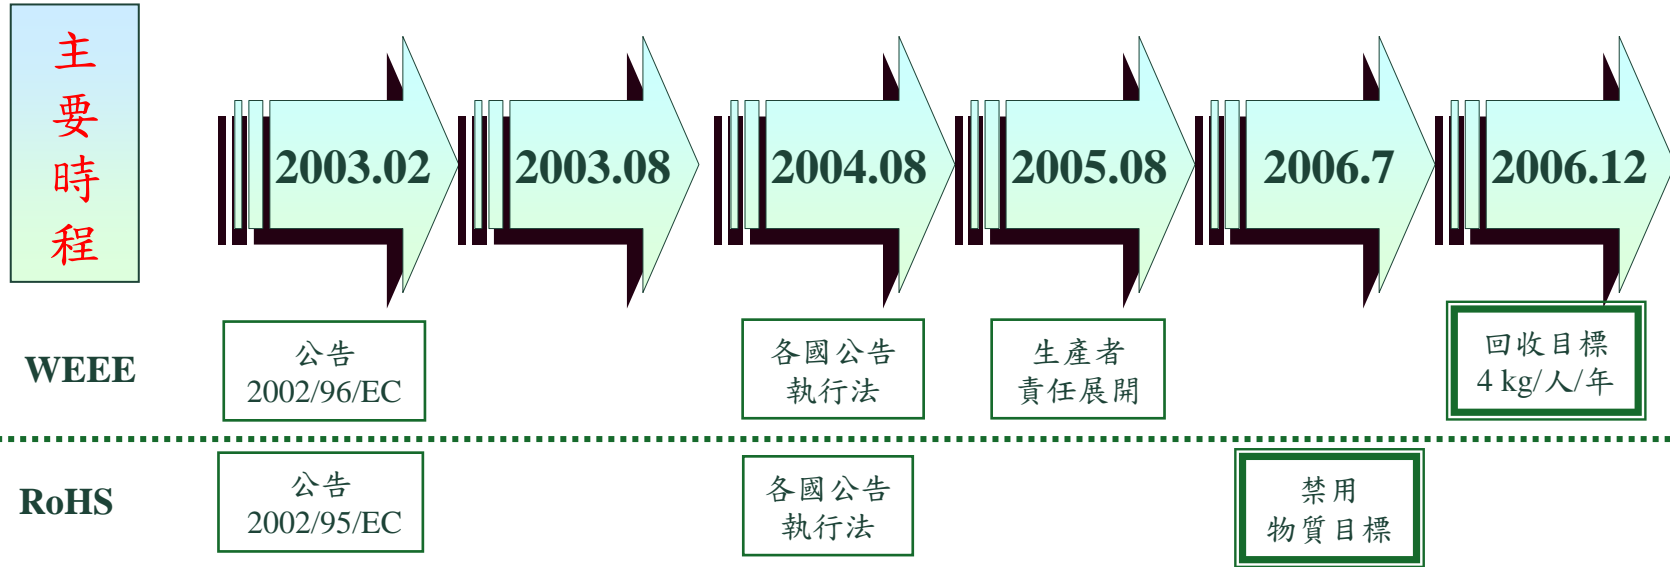 主
要
時
程
2003.02
2003.08
2004.08
2005.08
2006.7
2006.12
WEEE
公告
2002/96/EC
各國公告
執行法
生產者
責任展開
回收目標
4 kg/人/年
RoHS
公告
2002/95/EC
各國公告
執行法
禁用
物質目標